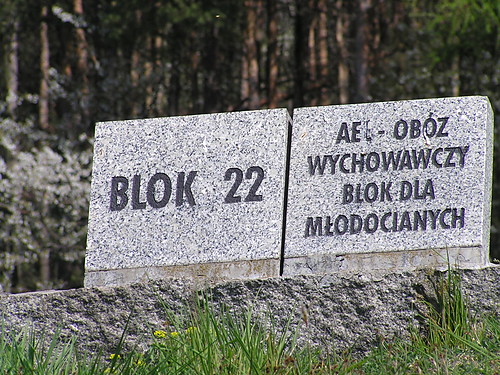 BLOK 22
AEL - OBÓZ
WYCHOWAWCZY
BLOK DLA
MŁODOCIANYCH